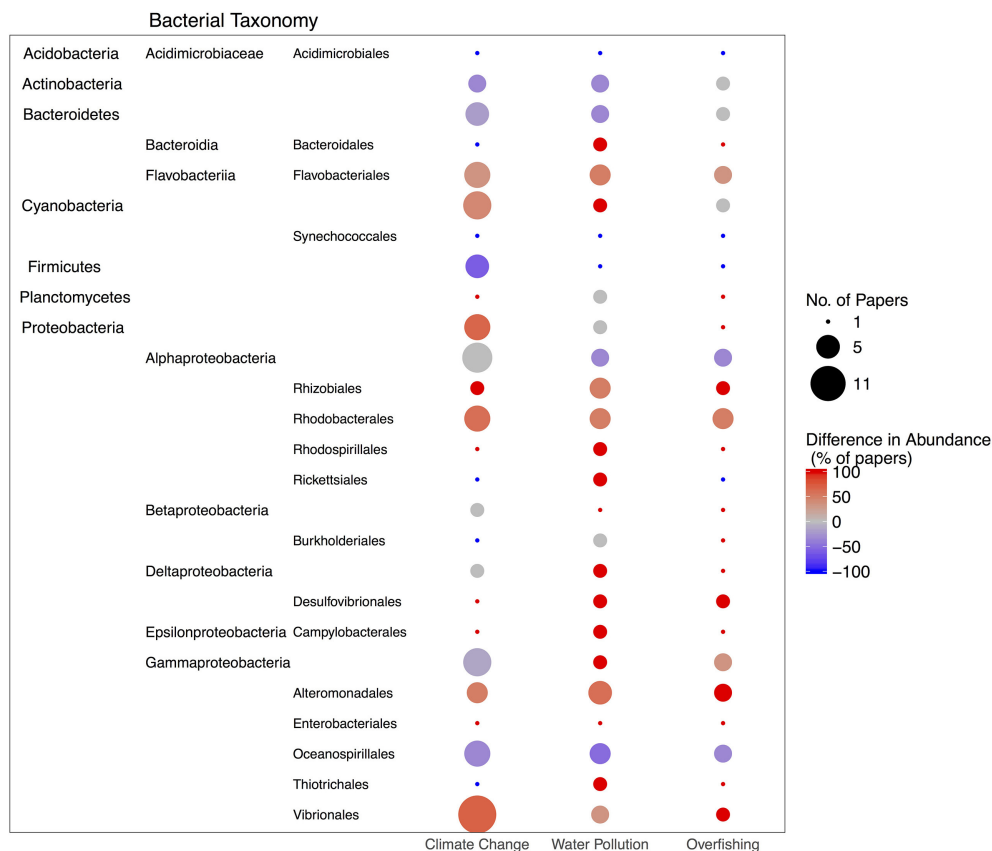 Bacterial Taxonomy
Acidobacteria Acidimicrobiaceae Acidimicrobiales
Actinobacteria
Bacteroidetes
Bacteroidia Bacteroidales
Flavobacteriia Flavobacteriales
Cyanobacteria
Synechococcales
Firmicutes
Planctomycetes
Proteobacteria
Alphaproteobacteria
Rhizobiales
Rhodobacterales
Rhodospirillales
Rickettsiales
Betaproteobacteria
Burkholderiales
Deltaproteobacteria
Desulfovibrionales
Epsilonproteobacteria Campylobacterales
Gammaproteobacteria
Alteromonadales
Enterobacteriales
Oceanospirillales
Thiotrichales
Vibrionales
Climate Change Water Pollution Overfishing
No. of Papers
1
5
11
Difference in Abundance
(% of papers)
100
50
0
−50
−100